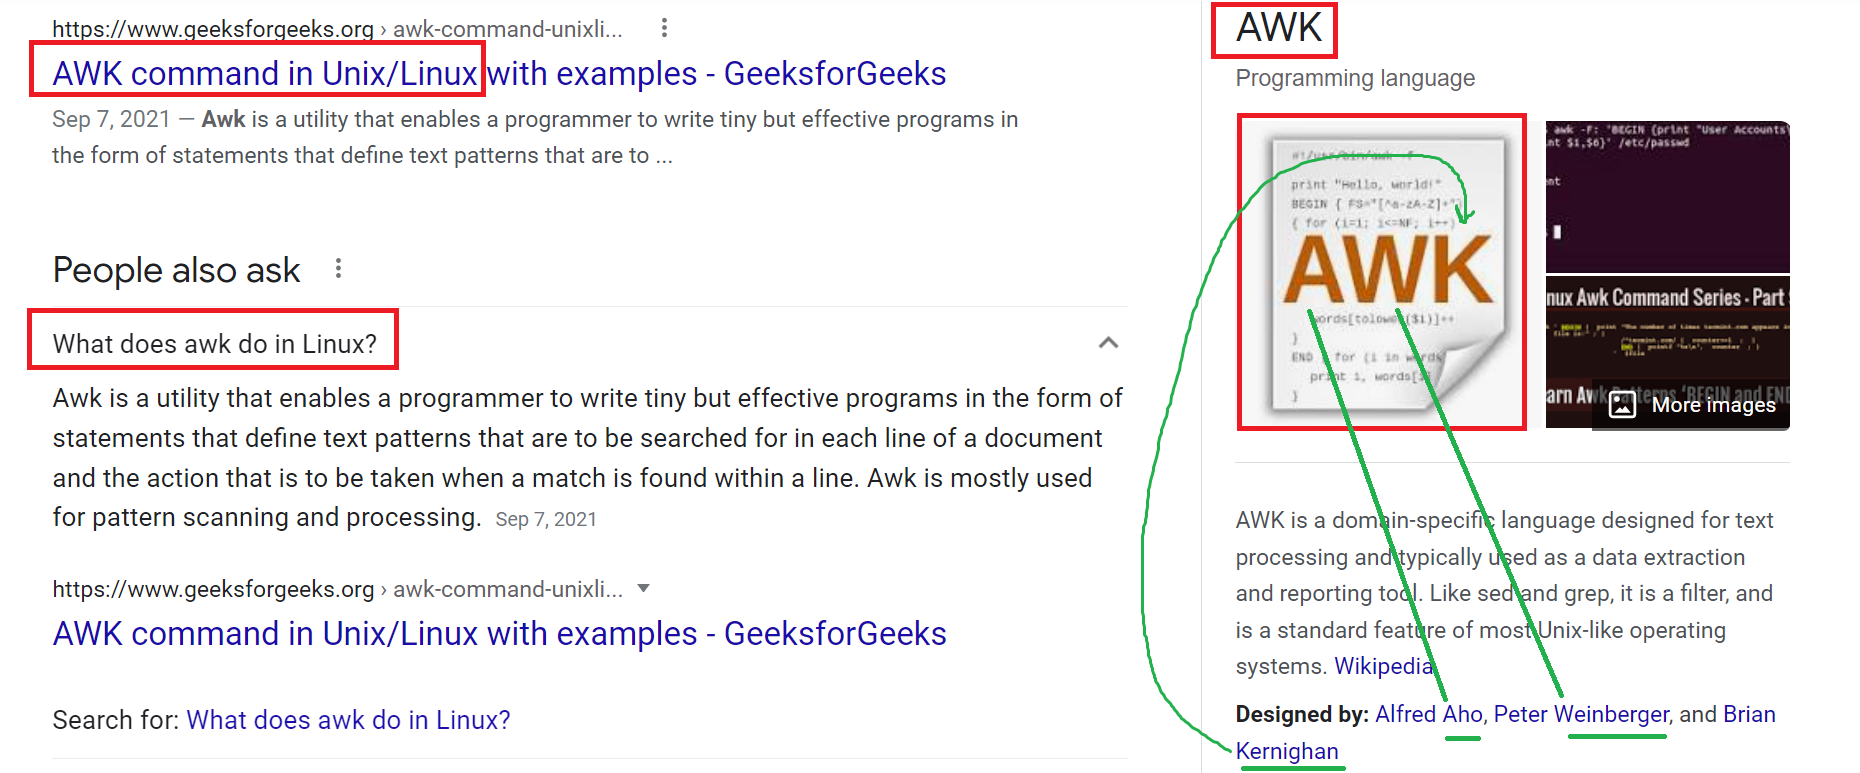 https://www.geeksforgeeks.org › awk-command-unixli...
AWK command in Unix/Linux with examples - GeeksforGeeks
Sep 7, 2021 — Awk is a utility that enables a programmer to write tiny but effective programs in
the form of statements that define text patterns that are to ...
People also ask
What does awk do in Linux?
Awk is a utility that enables a programmer to write tiny but effective programs in the form of
statements that define text patterns that are to be searched for in each line of a document
and the action that is to be taken when a match is found within a line. Awk is mostly used
for pattern scanning and processing. Sep 7, 2021
https://www.geeksforgeeks.org › awk-command-unixli...
AWK command in Unix/Linux with examples - GeeksforGeeks
Search for: What does awk do in Linux?
AWK
Programming language
#!/usr/bin/awk -f
print "Hello, world!"
BEGIN { FS="[^a-zA-Z]+"
{ for (i=1; i<=NF; i++)
AWK
words[tolower($i)]++
}
END { for (i in words
print i, words[i
}
awk -F: 'BEGIN {print "User Accounts
nt $1,$6}' /etc/passwd
nt
nux Awk Command Series - Part
arn Awk Patterns 'BEGIN and END
More images
AWK is a domain-specific language designed for text
processing and typically used as a data extraction
and reporting tool. Like sed and grep, it is a filter, and
is a standard feature of most Unix-like operating
systems. Wikipedia
Designed by: Alfred Aho, Peter Weinberger, and Brian
Kernighan